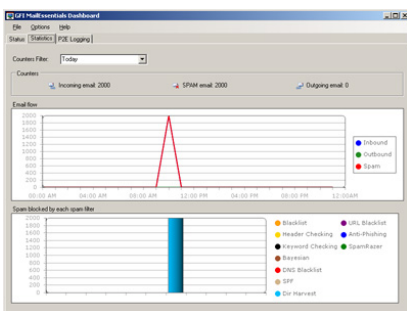 GFI MailEssentials Dashboard
File Options Help
Status Statistics P2E Logging
Counters Filter: Today
Counters
Incoming email: 2000 SPAM email: 2000 Outgoing email: 0
Email flow
2000
1800
1600
1400
1200
1000
800
600
400
200
0
00:00 AM 04:00 AM 08:00 AM 12:00 PM 04:00 PM 08:00 PM 12:00AM
Inbound
Outbound
Spam
Spam blocked by each spam filter
2000
1800
1600
1400
1200
1000
800
600
400
200
0
Blacklist URL Blacklist
Header Checking Anti-Phishing
Keyword Checking SpamRazer
Bayesian
DNS Blacklist
SPF
Dir Harvest